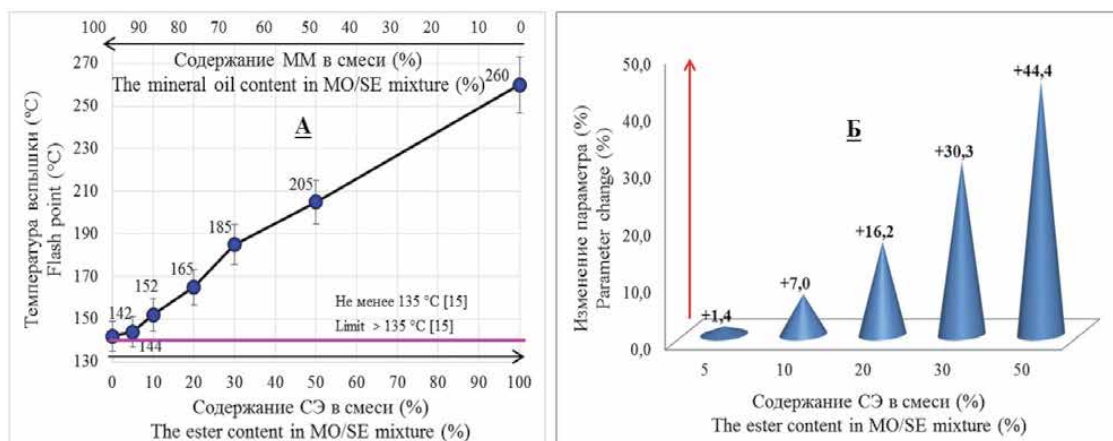 100 90 80 70 60 50 40 30 20 10 0
Содержание ММ в смеси (%)
The mineral oil content in MO/SE mixture (%)
А
Температура вспышки (°C)
Flash point (°C)
270
250
230
210
190
170
150
130
142
144
152
165
185
205
260
Не менее 135 °C [15]
Limit > 135 °C [15]
0 10 20 30 40 50 60 70 80 90 100
Содержание СЭ в смеси (%)
The ester content in MO/SE mixture (%)
Б
Изменение параметра (%)
Parameter change (%)
50,0
40,0
30,0
20,0
10,0
0,0
+1,4
+7,0
+16,2
+30,3
+44,4
5 10 20 30 50
Содержание СЭ в смеси (%)
The ester content in MO/SE mixture (%)